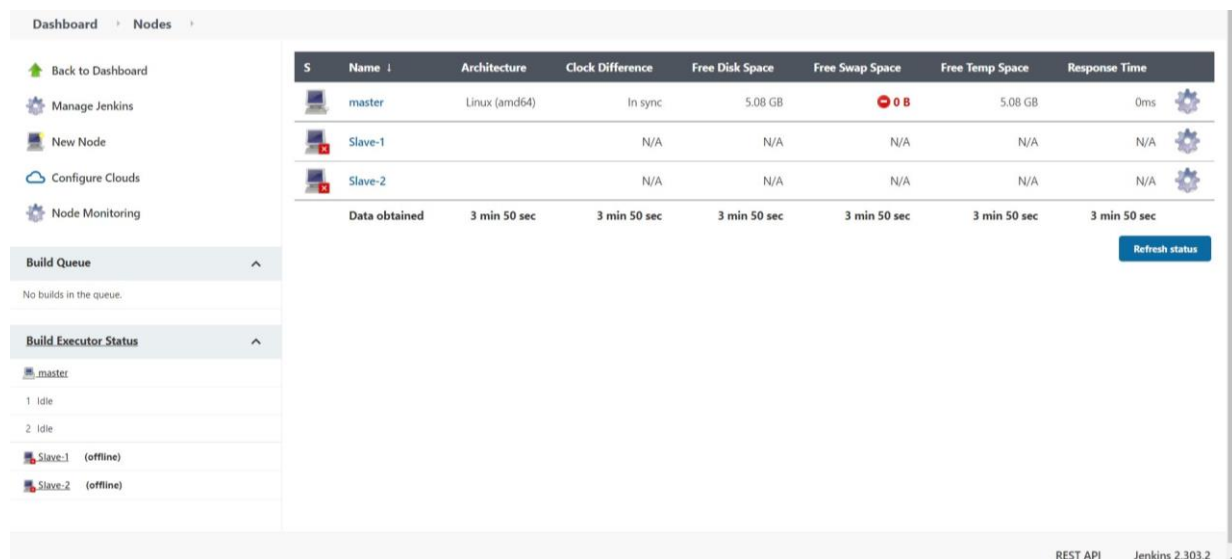 Dashboard Nodes
Back to Dashboard
Manage Jenkins
New Node
Configure Clouds
Node Monitoring
Build Queue
No builds in the queue.
Build Executor Status
master
1 Idle
2 Idle
Slave-1 (offline)
Slave-2 (offline)
S Name ↓ Architecture Clock Difference Free Disk Space Free Swap Space Free Temp Space Response Time
master Linux (amd64) In sync 5.08 GB 0 B 5.08 GB 0ms
Slave-1 N/A N/A N/A N/A N/A
Slave-2 N/A N/A N/A N/A N/A
Data obtained 3 min 50 sec 3 min 50 sec 3 min 50 sec 3 min 50 sec 3 min 50 sec 3 min 50 sec
Refresh status
REST API Jenkins 2.303.2